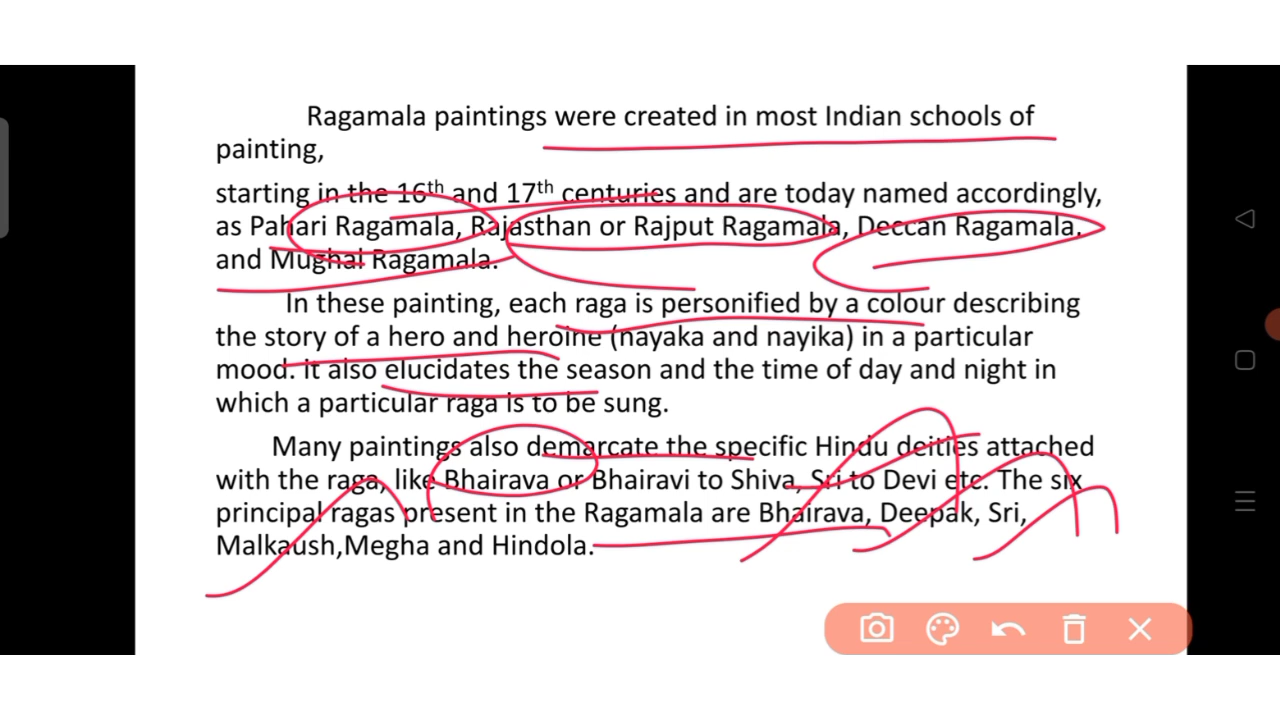 Ragamala paintings were created in most Indian schools of
painting,
starting in the 16th and 17th centuries and are today named accordingly,
as Pahari Ragamala, Rajasthan or Rajput Ragamala, Deccan Ragamala,
and Mughal Ragamala.
In these painting, each raga is personified by a colour describing
the story of a hero and heroine (nayaka and nayika) in a particular
mood. It also elucidates the season and the time of day and night in
which a particular raga is to be sung.
Many paintings also demarcate the specific Hindu deities attached
with the raga, like Bhairava or Bhairavi to Shiva, Sri to Devi etc. The six
principal ragas present in the Ragamala are Bhairava, Deepak, Sri,
Malkaush,Megha and Hindola.